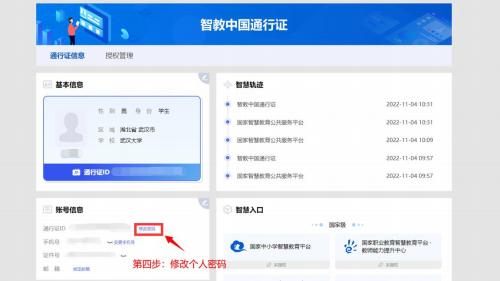 智教中国通行证
通行证信息 授权管理
基本信息
性 别 男 身 份 学生
区 域 湖北省 武汉市
学 校 武汉大学
通行证ID
智慧轨迹
智教中国通行证 2022-11-04 10:31
国家智慧教育公共服务平台 2022-11-04 10:31
国家智慧教育公共服务平台 2022-11-04 10:09
智教中国通行证 2022-11-04 09:57
国家智慧教育公共服务平台 2022-11-04 09:57
账号信息
通行证ID 修改密码
手机号 变更手机号
证件号
邮 箱 绑定邮箱
第四步：修改个人密码
智慧入口
国家级
国家中小学智慧教育平台
国家职业教育智慧教育平台·
教师能力提升中心